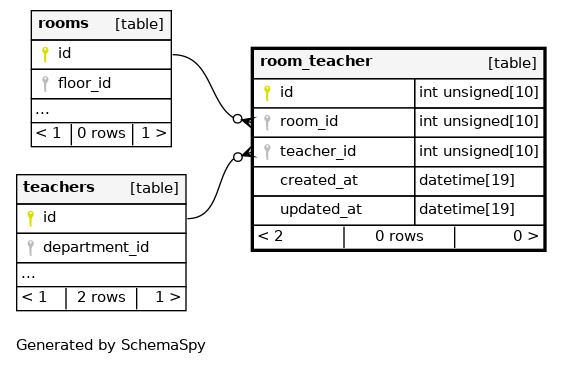 rooms [table]
id
floor_id
...
< 1 0 rows 1 >
room_teacher [table]
id int unsigned[10]
room_id int unsigned[10]
teacher_id int unsigned[10]
created_at datetime[19]
updated_at datetime[19]
< 2 0 rows 0 >
teachers [table]
id
department_id
...
< 1 2 rows 1 >
Generated by SchemaSpy